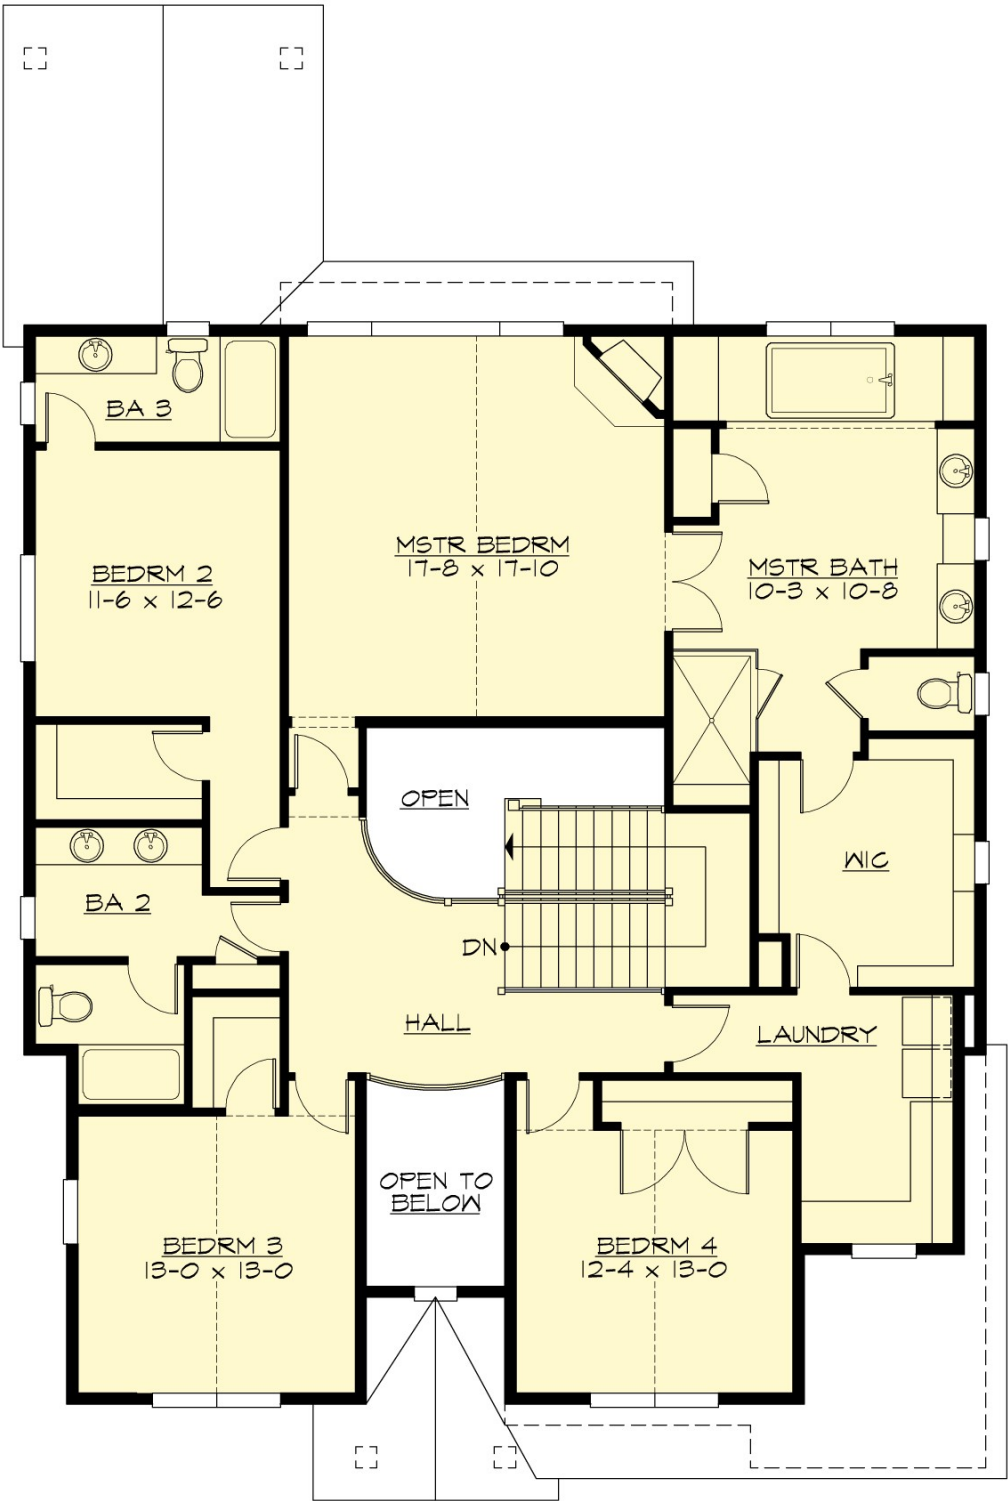 BA 3
MSTR BEDRM
17-8 x 17-10
BEDRM 2
11-6 x 12-6
MSTR BATH
10-3 x 10-8
OPEN
WIC
BA 2
DN
HALL
LAUNDRY
OPEN TO
BELOW
BEDRM 3
13-0 x 13-0
BEDRM 4
12-4 x 13-0